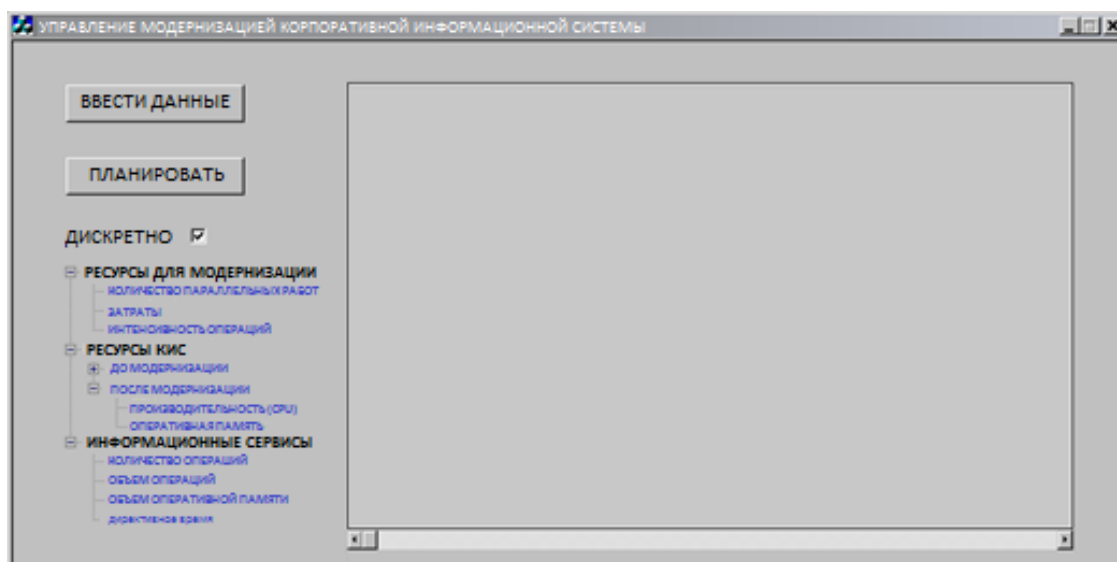 УПРАВЛЕНИЕ МОДЕРНИЗАЦИЕЙ КОРПОРАТИВНОЙ ИНФОРМАЦИОННОЙ СИСТЕМЫ
ВВЕСТИ ДАННЫЕ
ПЛАНИРОВАТЬ
ДИСКРЕТНО
РЕСУРСЫ ДЛЯ МОДЕРНИЗАЦИИ
КОЛИЧЕСТВО ПАРАЛЛЕЛЬНЫХ РАБОТ
ЗАТРАТЫ
ИНТЕНСИВНОСТЬ ОПЕРАЦИЙ
РЕСУРСЫ КИС
ДО МОДЕРНИЗАЦИИ
ПОСЛЕ МОДЕРНИЗАЦИИ
ПРОИЗВОДИТЕЛЬНОСТЬ (CPU)
ОПЕРАТИВНАЯ ПАМЯТЬ
ИНФОРМАЦИОННЫЕ СЕРВИСЫ
КОЛИЧЕСТВО ОПЕРАЦИЙ
ОБЪЕМ ОПЕРАЦИЙ
ОБЪЕМ ОПЕРАТИВНОЙ ПАМЯТИ
директивное время